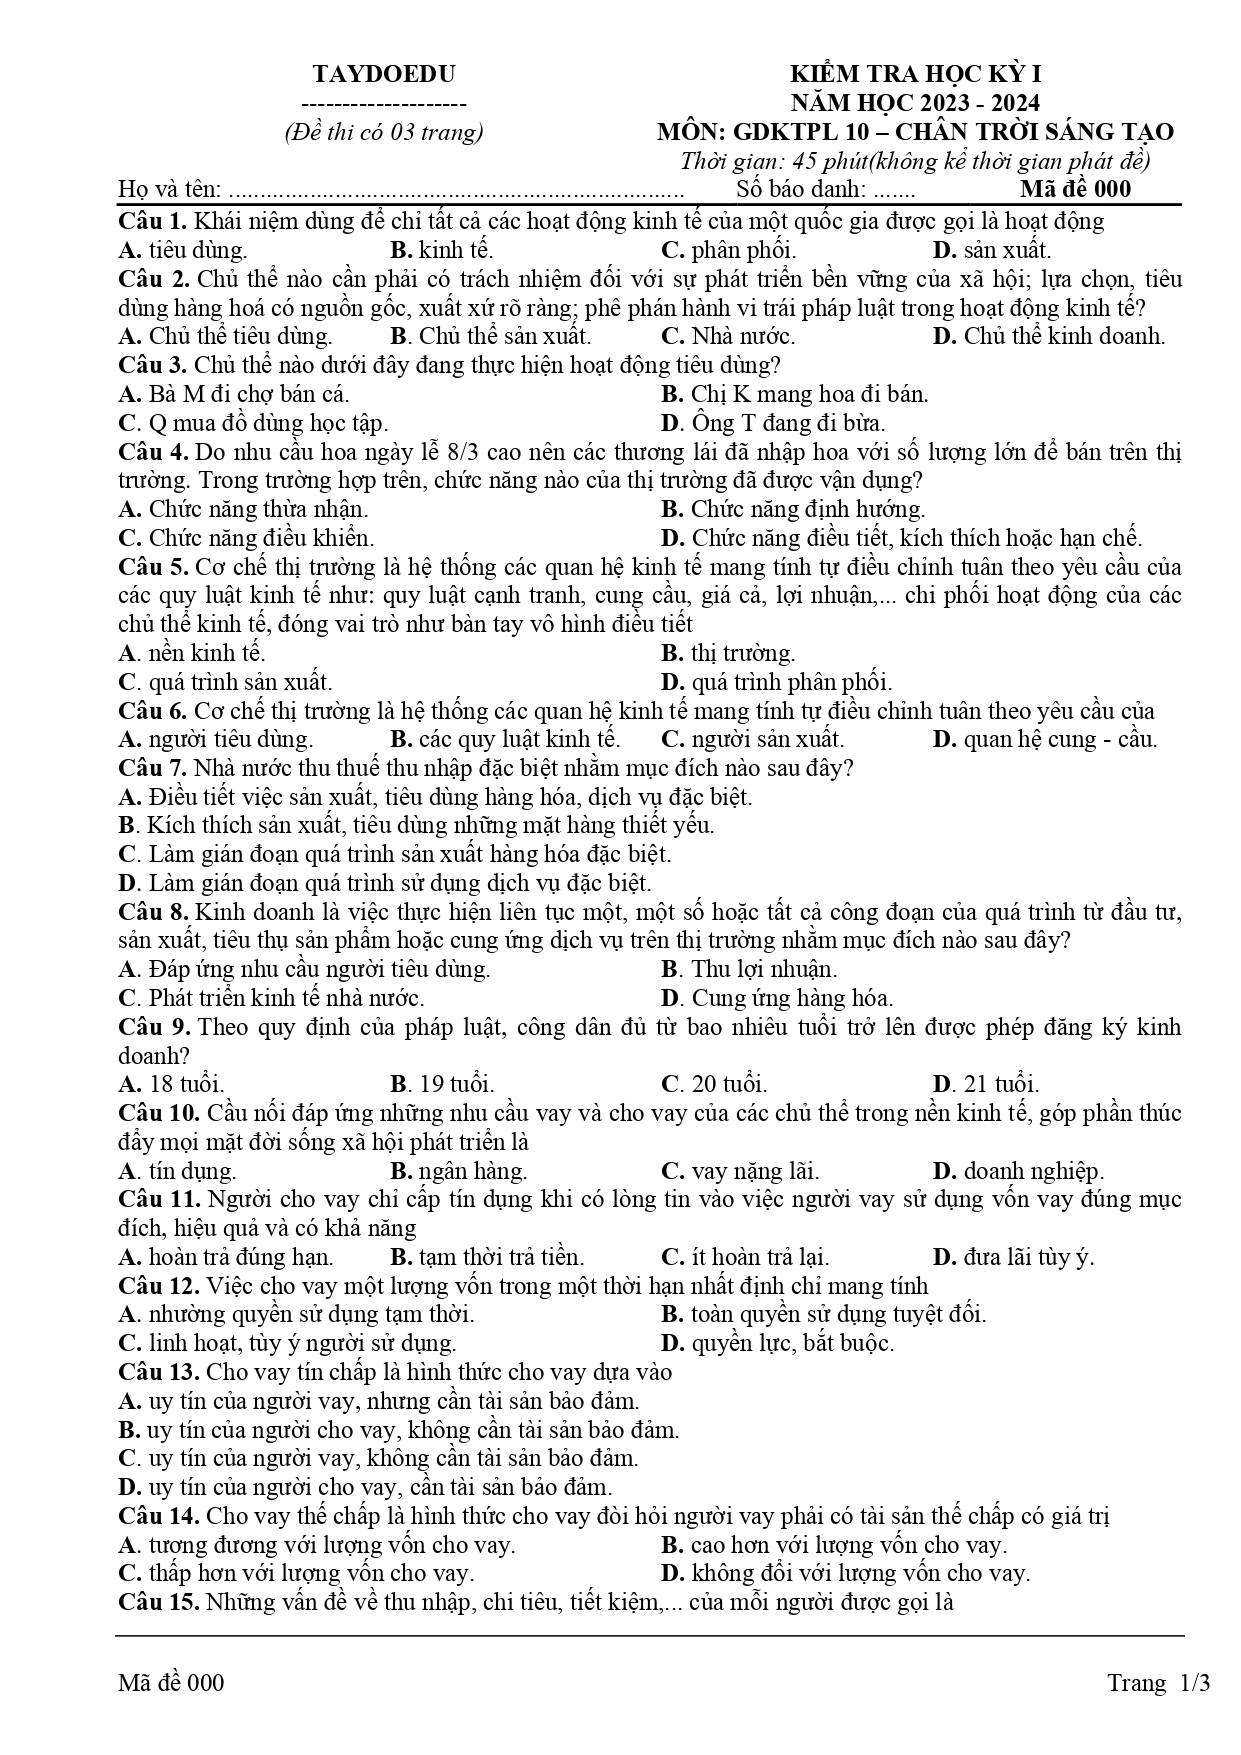 TAYDOEDU
--------------------
(Đề thi có 03 trang)
KIỂM TRA HỌC KỲ I
NĂM HỌC 2023 - 2024
MÔN: GDKTPL 10 – CHÂN TRỜI SÁNG TẠO
Thời gian: 45 phút(không kể thời gian phát đề)
Họ và tên: ......................................................................... Số báo danh: ....... Mã đề 000
Câu 1. Khái niệm dùng để chỉ tất cả các hoạt động kinh tế của một quốc gia được gọi là hoạt động
A. tiêu dùng. B. kinh tế. C. phân phối. D. sản xuất.
Câu 2. Chủ thể nào cần phải có trách nhiệm đối với sự phát triển bền vững của xã hội; lựa chọn, tiêu
dùng hàng hoá có nguồn gốc, xuất xứ rõ ràng; phê phán hành vi trái pháp luật trong hoạt động kinh tế?
A. Chủ thể tiêu dùng. B. Chủ thể sản xuất. C. Nhà nước. D. Chủ thể kinh doanh.
Câu 3. Chủ thể nào dưới đây đang thực hiện hoạt động tiêu dùng?
A. Bà M đi chợ bán cá. B. Chị K mang hoa đi bán.
C. Q mua đồ dùng học tập. D. Ông T đang đi bừa.
Câu 4. Do nhu cầu hoa ngày lễ 8/3 cao nên các thương lái đã nhập hoa với số lượng lớn để bán trên thị
trường. Trong trường hợp trên, chức năng nào của thị trường đã được vận dụng?
A. Chức năng thừa nhận. B. Chức năng định hướng.
C. Chức năng điều khiển. D. Chức năng điều tiết, kích thích hoặc hạn chế.
Câu 5. Cơ chế thị trường là hệ thống các quan hệ kinh tế mang tính tự điều chỉnh tuân theo yêu cầu của
các quy luật kinh tế như: quy luật cạnh tranh, cung cầu, giá cả, lợi nhuận,... chi phối hoạt động của các
chủ thể kinh tế, đóng vai trò như bàn tay vô hình điều tiết
A. nền kinh tế. B. thị trường.
C. quá trình sản xuất. D. quá trình phân phối.
Câu 6. Cơ chế thị trường là hệ thống các quan hệ kinh tế mang tính tự điều chỉnh tuân theo yêu cầu của
A. người tiêu dùng. B. các quy luật kinh tế. C. người sản xuất. D. quan hệ cung - cầu.
Câu 7. Nhà nước thu thuế thu nhập đặc biệt nhằm mục đích nào sau đây?
A. Điều tiết việc sản xuất, tiêu dùng hàng hóa, dịch vụ đặc biệt.
B. Kích thích sản xuất, tiêu dùng những mặt hàng thiết yếu.
C. Làm gián đoạn quá trình sản xuất hàng hóa đặc biệt.
D. Làm gián đoạn quá trình sử dụng dịch vụ đặc biệt.
Câu 8. Kinh doanh là việc thực hiện liên tục một, một số hoặc tất cả công đoạn của quá trình từ đầu tư,
sản xuất, tiêu thụ sản phẩm hoặc cung ứng dịch vụ trên thị trường nhằm mục đích nào sau đây?
A. Đáp ứng nhu cầu người tiêu dùng. B. Thu lợi nhuận.
C. Phát triển kinh tế nhà nước. D. Cung ứng hàng hóa.
Câu 9. Theo quy định của pháp luật, công dân đủ từ bao nhiêu tuổi trở lên được phép đăng ký kinh
doanh?
A. 18 tuổi. B. 19 tuổi. C. 20 tuổi. D. 21 tuổi.
Câu 10. Cầu nối đáp ứng những nhu cầu vay và cho vay của các chủ thể trong nền kinh tế, góp phần thúc
đẩy mọi mặt đời sống xã hội phát triển là
A. tín dụng. B. ngân hàng. C. vay nặng lãi. D. doanh nghiệp.
Câu 11. Người cho vay chỉ cấp tín dụng khi có lòng tin vào việc người vay sử dụng vốn vay đúng mục
đích, hiệu quả và có khả năng
A. hoàn trả đúng hạn. B. tạm thời trả tiền. C. ít hoàn trả lại. D. đưa lãi tùy ý.
Câu 12. Việc cho vay một lượng vốn trong một thời hạn nhất định chỉ mang tính
A. nhường quyền sử dụng tạm thời. B. toàn quyền sử dụng tuyệt đối.
C. linh hoạt, tùy ý người sử dụng. D. quyền lực, bắt buộc.
Câu 13. Cho vay tín chấp là hình thức cho vay dựa vào
A. uy tín của người vay, nhưng cần tài sản bảo đảm.
B. uy tín của người cho vay, không cần tài sản bảo đảm.
C. uy tín của người vay, không cần tài sản bảo đảm.
D. uy tín của người cho vay, cần tài sản bảo đảm.
Câu 14. Cho vay thế chấp là hình thức cho vay đòi hỏi người vay phải có tài sản thế chấp có giá trị
A. tương đương với lượng vốn cho vay. B. cao hơn với lượng vốn cho vay.
C. thấp hơn với lượng vốn cho vay. D. không đổi với lượng vốn cho vay.
Câu 15. Những vấn đề về thu nhập, chi tiêu, tiết kiệm,... của mỗi người được gọi là
Mã đề 000 Trang 1/3